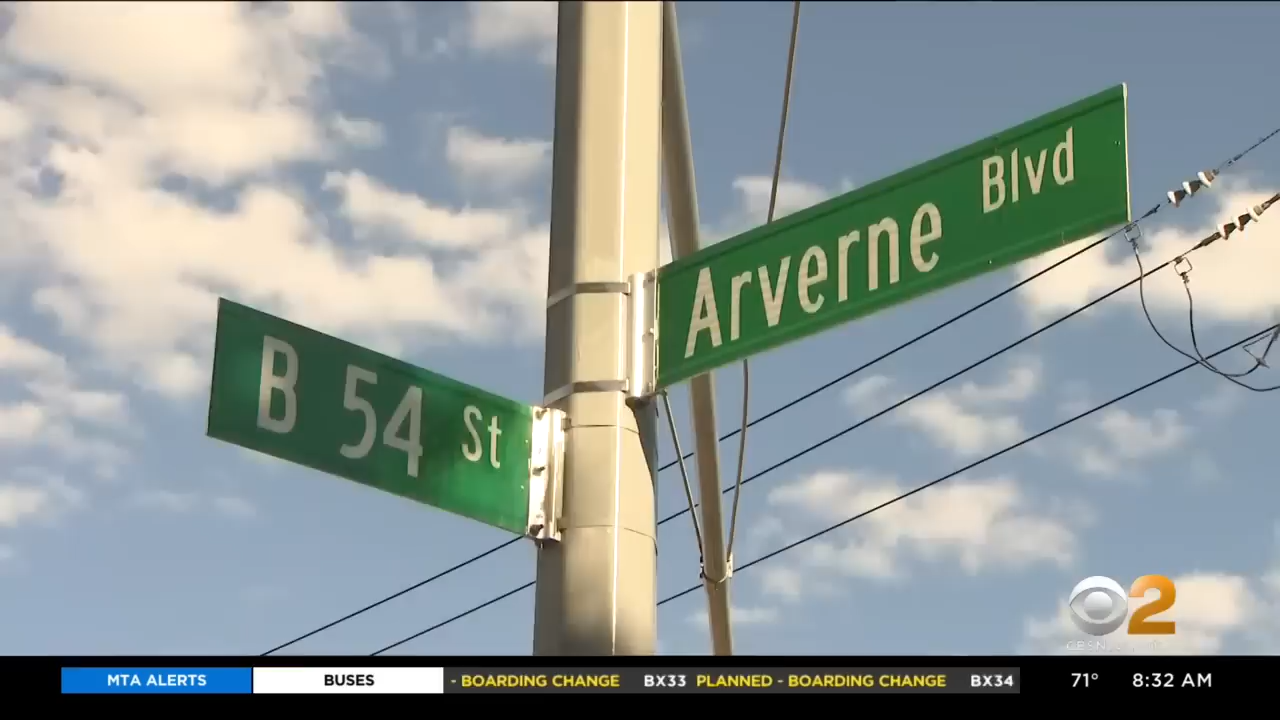 Arverne Blvd
B 54 St
2
MTA ALERTS
BUSES
- BOARDING CHANGE BX33 PLANNED - BOARDING CHANGE BX34
71° 8:32 AM